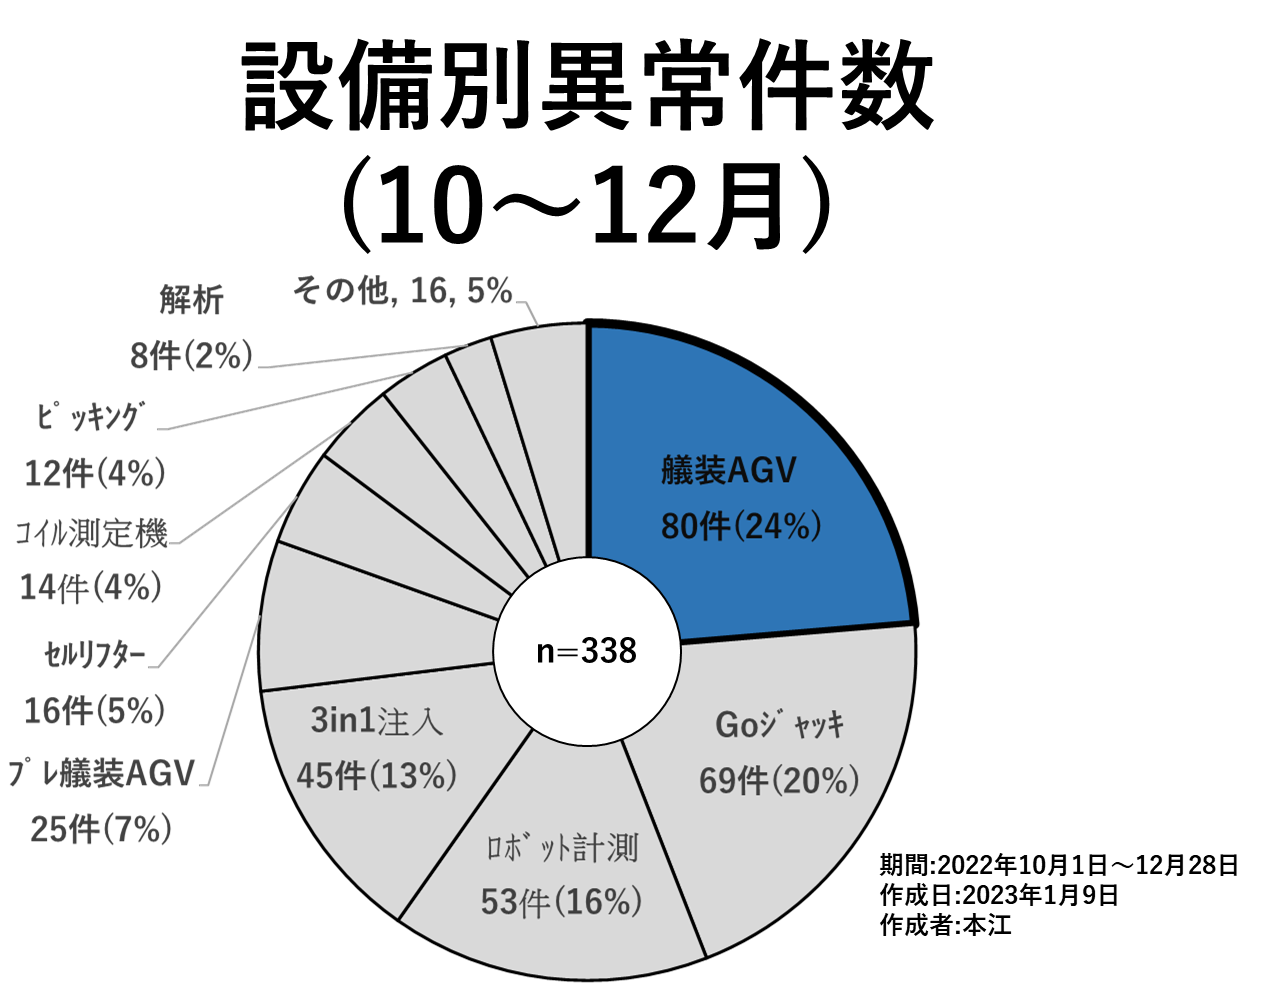 設備別異常件数
(10～12月)
その他, 16, 5%
解析
8件(2%)
ﾋﾟｯｷﾝｸﾞ
12件(4%)
ｺｲﾙ測定機
14件(4%)
ｾﾙﾘﾌﾀｰ
16件(5%)
ﾌﾟﾚ艤装AGV
25件(7%)
艤装AGV
80件(24%)
n=338
3in1注入
45件(13%)
Goｼﾞｬｯｷ
69件(20%)
ﾛﾎﾞｯﾄ計測
53件(16%)
期間:2022年10月1日～12月28日
作成日:2023年1月9日
作成者:本江